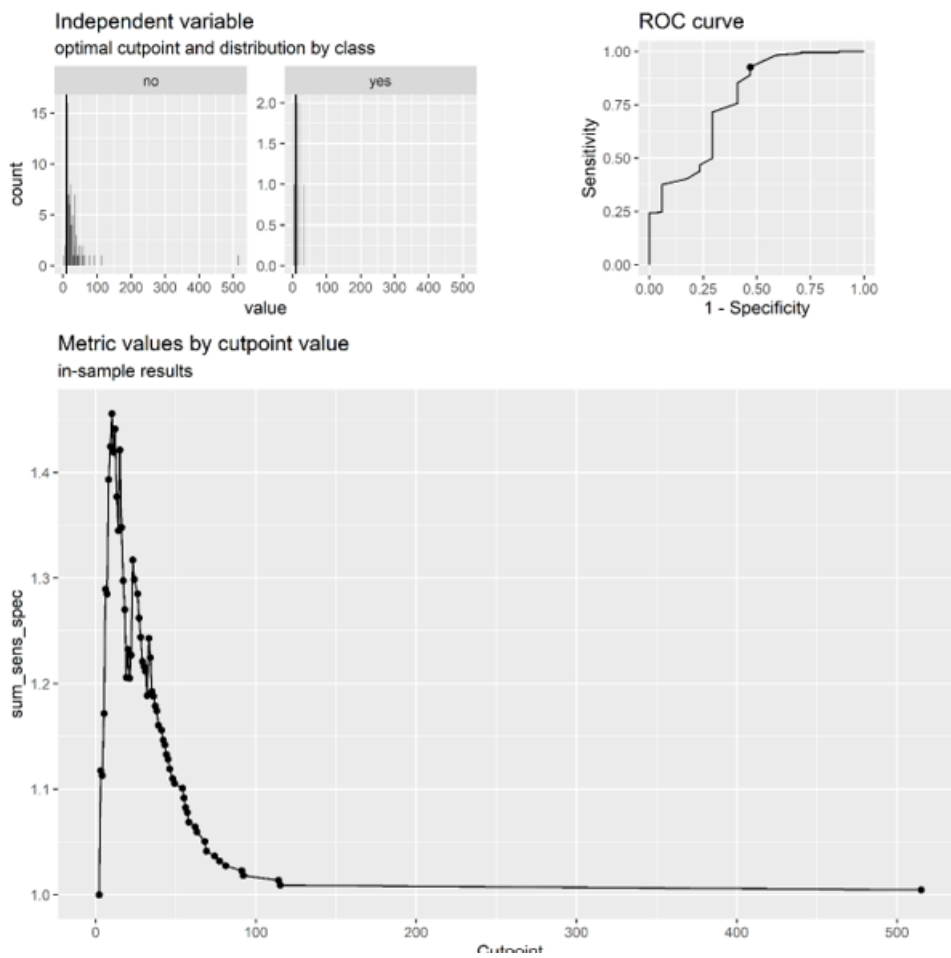 Independent variable
optimal cutpoint and distribution by class
no
yes
15
10
5
0
count
2.0
1.5
1.0
0.5
0.0
0 100 200 300 400 500
0 100 200 300 400 500
value
ROC curve
1.00
0.75
0.50
0.25
0.00
Sensitivity
0.00 0.25 0.50 0.75 1.00
1 - Specificity
Metric values by cutpoint value
in-sample results
1.4
1.3
1.2
1.1
1.0
sum_sens_spec
0 100 200 300 400 500
Cutpoint